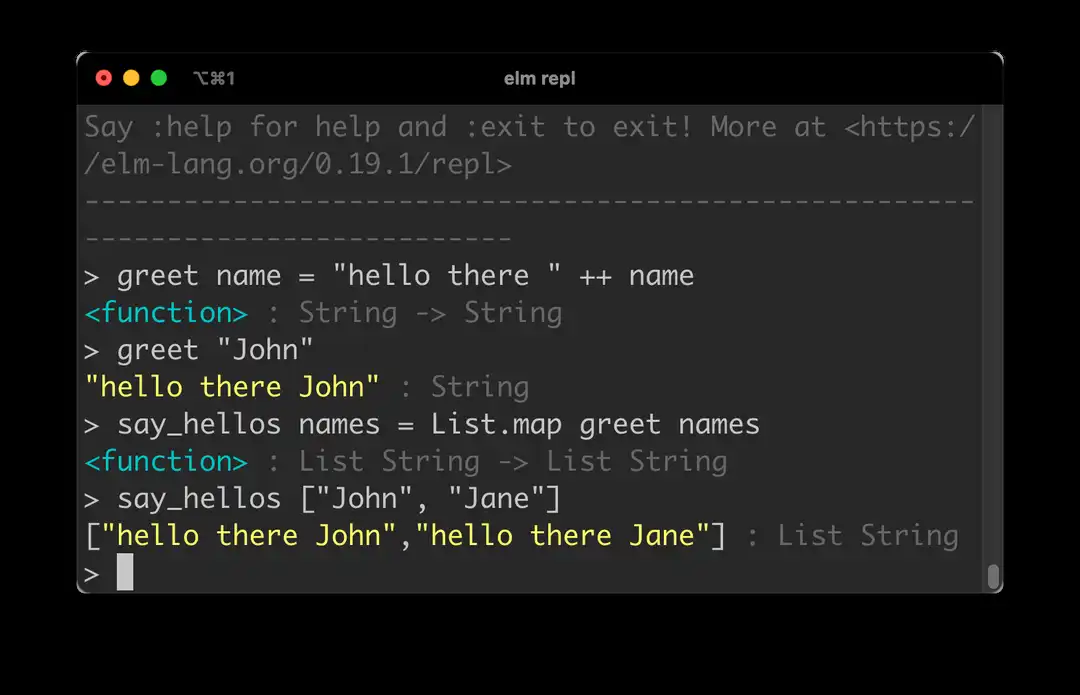 ⌥⌘1 elm repl
Say :help for help and :exit to exit! More at <https:/
/elm-lang.org/0.19.1/repl>
------------------------------------------------------
--------------------------
> greet name = "hello there " ++ name
<function> : String -> String
> greet "John"
"hello there John" : String
> say_hellos names = List.map greet names
<function> : List String -> List String
> say_hellos ["John", "Jane"]
["hello there John","hello there Jane"] : List String
>